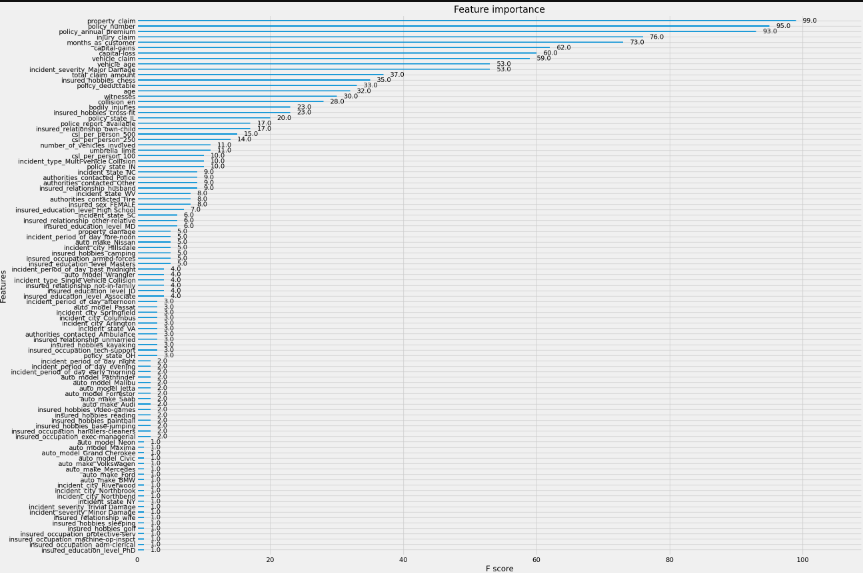 Feature importance
property_claim 99.0
policy_number 95.0
policy_annual_premium 93.0
injury_claim 76.0
months_as_customer 73.0
capital-gains 62.0
capital-loss 60.0
vehicle_claim 59.0
vehicle_age 53.0
incident_severity_Major Damage 53.0
total_claim_amount 37.0
insured_hobbies_chess 35.0
policy_deductable 33.0
age 32.0
witnesses 30.0
collision_en 28.0
bodily_injuries 23.0
insured_hobbies_cross-fit 23.0
policy_state_IL 20.0
police_report_available 17.0
insured_relationship_own-child 17.0
csl_per_person_500 15.0
csl_per_person_250 14.0
number_of_vehicles_involved 11.0
umbrella_limit 11.0
csl_per_person_100 10.0
incident_type_Multi-vehicle Collision 10.0
policy_state_IN 10.0
incident_state_NC 9.0
authorities_contacted_Police 9.0
authorities_contacted_Other 9.0
insured_relationship_husband 9.0
incident_state_WV 8.0
authorities_contacted_Fire 8.0
insured_sex_FEMALE 8.0
insured_education_level_High School 7.0
incident_state_SC 6.0
insured_relationship_other-relative 6.0
insured_education_level_MD 6.0
property_damage 5.0
incident_period_of_day_fore-noon 5.0
auto_make_Nissan 5.0
incident_city_Hillsdale 5.0
insured_hobbies_camping 5.0
insured_occupation_armed-forces 5.0
insured_education_level_Masters 5.0
incident_period_of_day_past_midnight 4.0
auto_model_Wrangler 4.0
incident_type_Single Vehicle Collision 4.0
insured_relationship_not-in-family 4.0
insured_education_level_JD 4.0
insured_education_level_Associate 4.0
incident_period_of_day_afternoon 3.0
auto_model_Passat 3.0
incident_city_Springfield 3.0
incident_city_Columbus 3.0
incident_city_Arlington 3.0
incident_state_VA 3.0
authorities_contacted_Ambulance 3.0
insured_relationship_unmarried 3.0
insured_hobbies_kayaking 3.0
insured_occupation_tech-support 3.0
policy_state_OH 3.0
incident_period_of_day_night 2.0
incident_period_of_day_evening 2.0
incident_period_of_day_early_morning 2.0
auto_model_Pathfinder 2.0
auto_model_Malibu 2.0
auto_model_Jetta 2.0
auto_model_Forrestor 2.0
auto_make_Saab 2.0
auto_make_Audi 2.0
insured_hobbies_video-games 2.0
insured_hobbies_reading 2.0
insured_hobbies_paintball 2.0
insured_hobbies_base-jumping 2.0
insured_occupation_handlers-cleaners 2.0
insured_occupation_exec-managerial 2.0
auto_model_Neon 1.0
auto_model_Maxima 1.0
auto_model_Grand Cherokee 1.0
auto_model_Civic 1.0
auto_make_Volkswagen 1.0
auto_make_Mercedes 1.0
auto_make_Ford 1.0
auto_make_BMW 1.0
incident_city_Riverwood 1.0
incident_city_Northbrook 1.0
incident_city_Northbend 1.0
incident_state_NY 1.0
incident_severity_Trivial Damage 1.0
incident_severity_Minor Damage 1.0
insured_relationship_wife 1.0
insured_hobbies_sleeping 1.0
insured_hobbies_golf 1.0
insured_occupation_protective-serv 1.0
insured_occupation_machine-op-inspct 1.0
insured_occupation_adm-clerical 1.0
insured_education_level_PhD 1.0
Features
0 20 40 60 80 100
F score